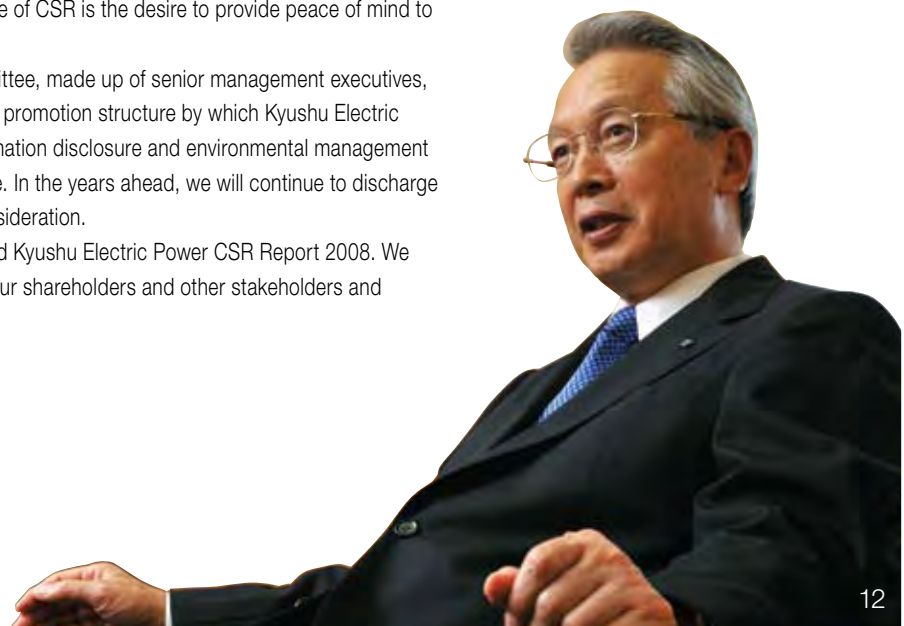 e of CSR is the desire to provide peace of mind to
ittee, made up of senior management executives,
promotion structure by which Kyushu Electric
nation disclosure and environmental management
e. In the years ahead, we will continue to discharge
sideration.
d Kyushu Electric Power CSR Report 2008. We
ur shareholders and other stakeholders and
12